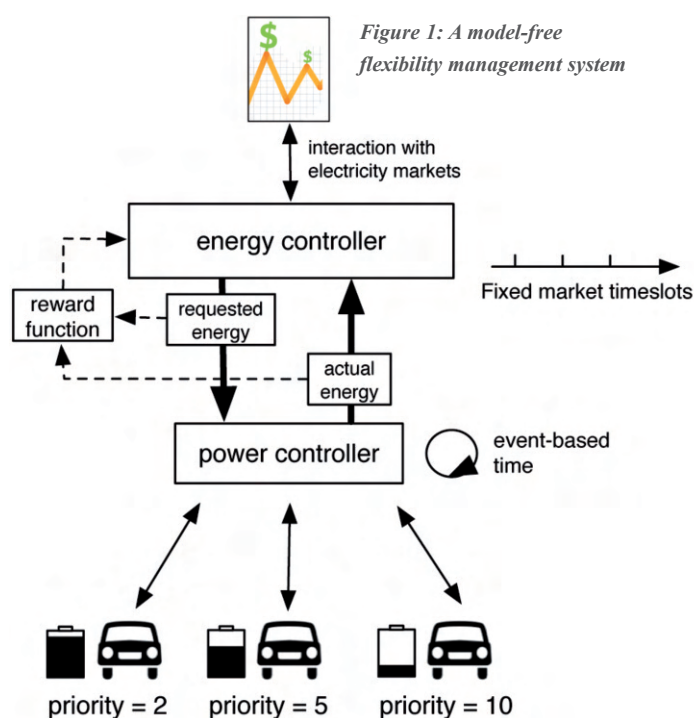 $
$
Figure 1: A model-free
flexibility management system
interaction with
electricity markets
energy controller
Fixed market timeslots
reward
function
requested
energy
actual
energy
power controller
event-based
time
priority = 2
priority = 5
priority = 10